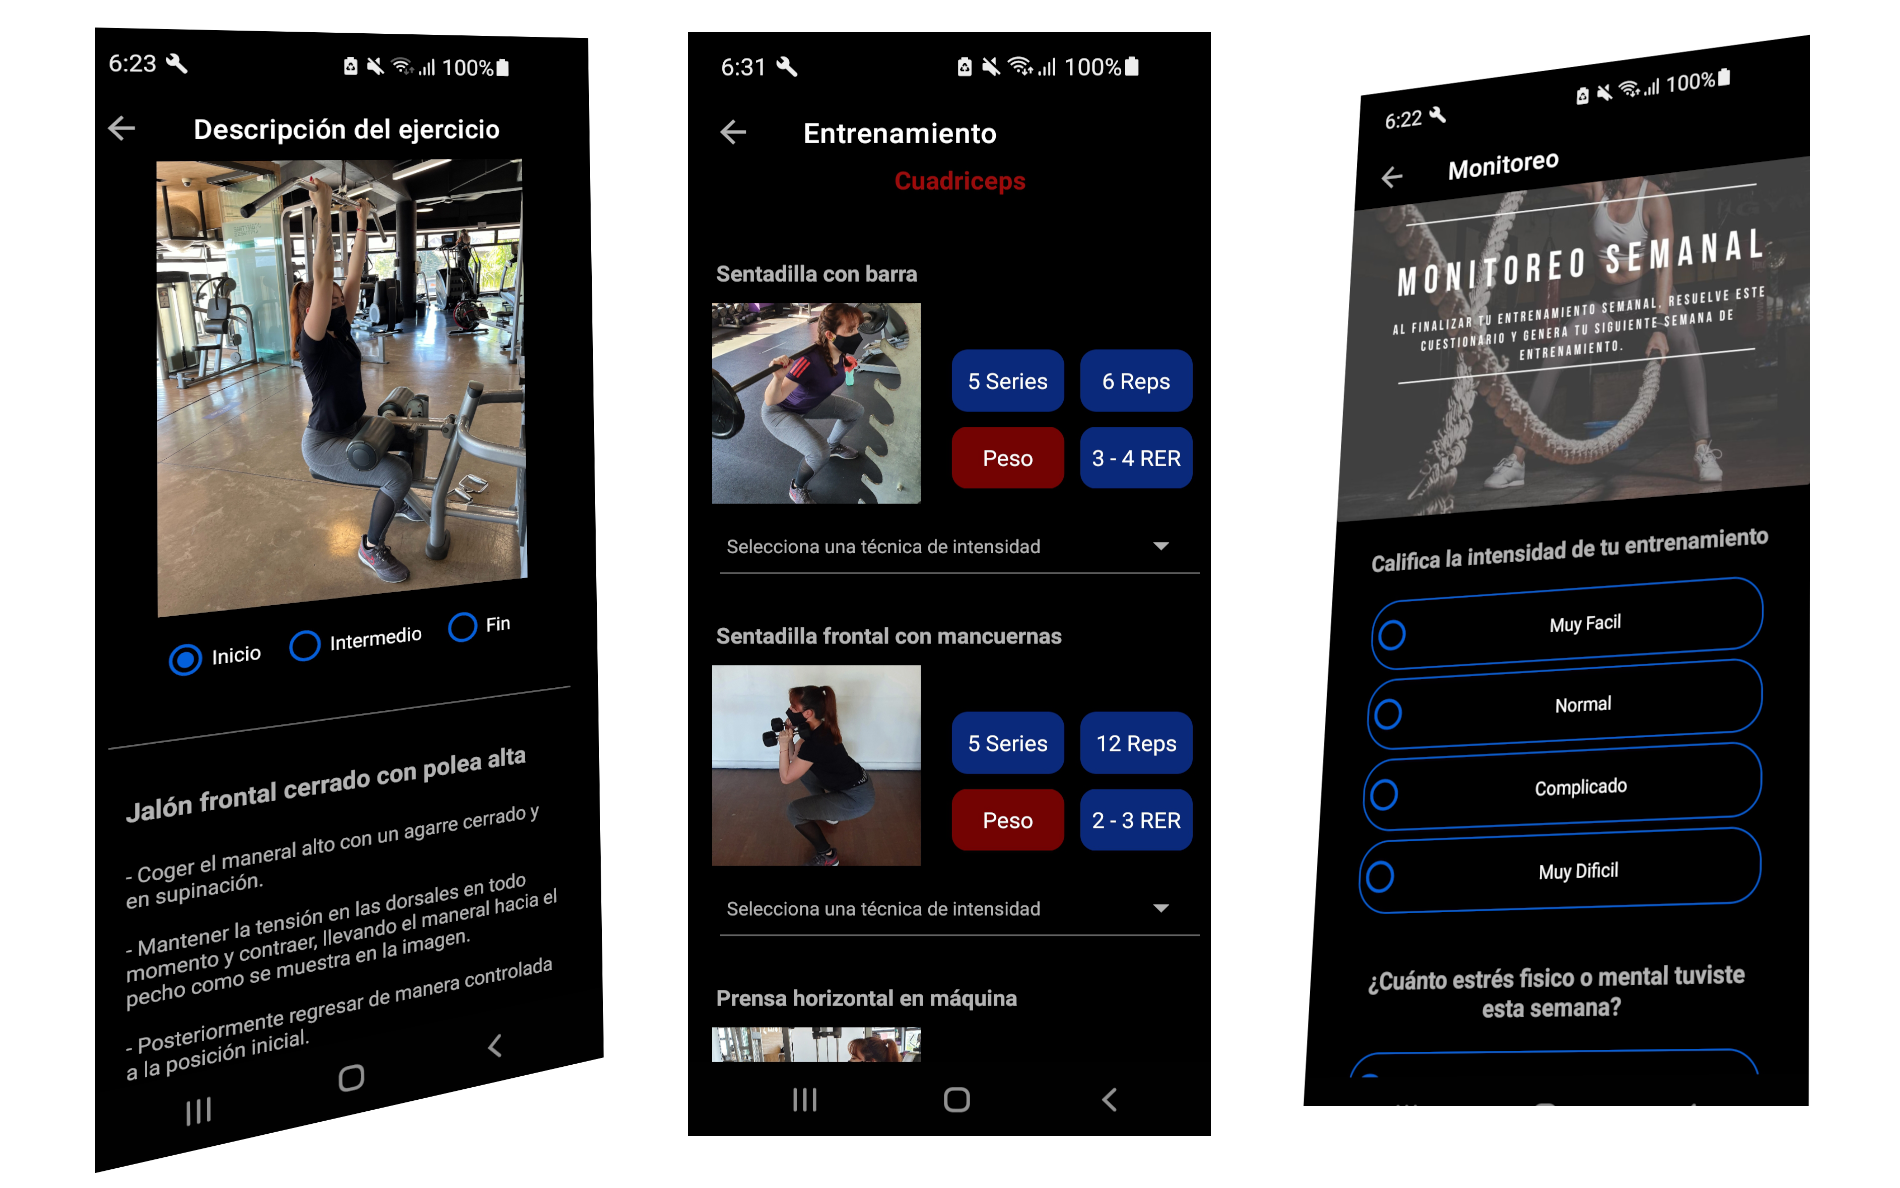 6:23
100%
Descripción del ejercicio
Inicio
Intermedio
Fin
Jalón frontal cerrado con polea alta
- Coger el maneral alto con un agarre cerrado y
en supinación.
- Mantener la tensión en las dorsales en todo
momento y contraer, llevando el maneral hacia el
pecho como se muestra en la imagen.
- Posteriormente regresar de manera controlada
a la posición inicial.
6:31
100%
Entrenamiento
Cuadriceps
Sentadilla con barra
5 Series
6 Reps
Peso
3 - 4 RER
Selecciona una técnica de intensidad
Sentadilla frontal con mancuernas
5 Series
12 Reps
Peso
2 - 3 RER
Selecciona una técnica de intensidad
Prensa horizontal en máquina
6:22
100%
Monitoreo
MONITOREO SEMANAL
AL FINALIZAR TU ENTRENAMIENTO SEMANAL, RESUELVE ESTE
CUESTIONARIO Y GENERA TU SIGUIENTE SEMANA DE
ENTRENAMIENTO.
Califica la intensidad de tu entrenamiento
Muy Facil
Normal
Complicado
Muy Dificil
¿Cuánto estrés fisico o mental tuviste
esta semana?